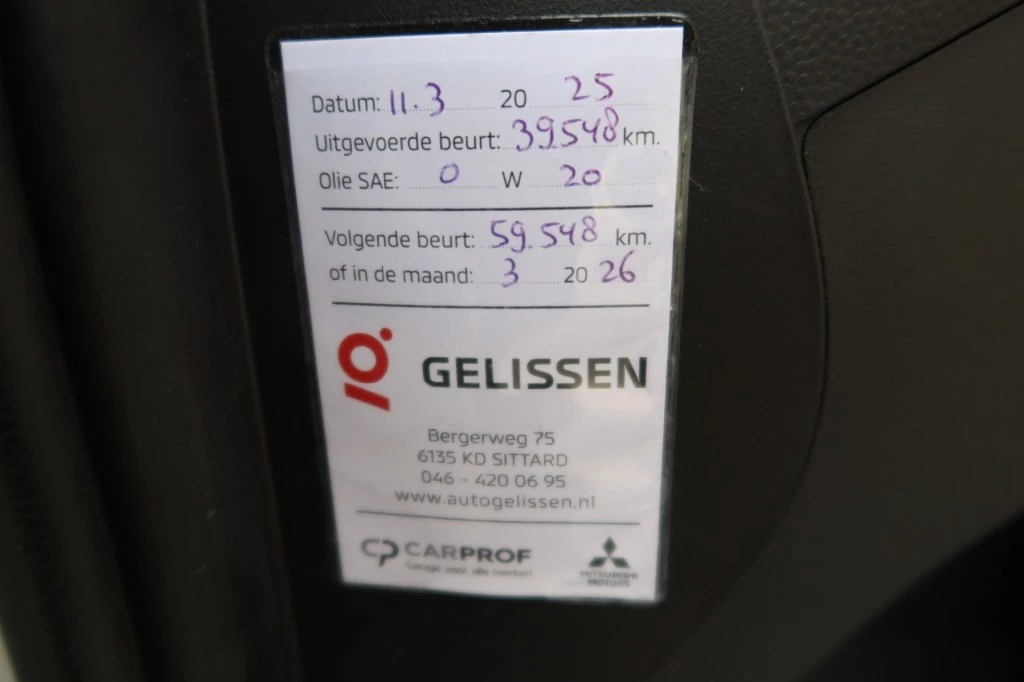 Datum: 11.3 20 25
Uitgevoerde beurt: 39548 km.
Olie SAE: 0 W 20
Volgende beurt: 59.548 km.
of in de maand: 3 20 26
GELISSEN
Bergerweg 75
6135 KD SITTARD
046 - 420 06 95
www.autogelissen.nl
CP CARPROF
Garage voor alle merken
MITSUBISHI
MOTORS